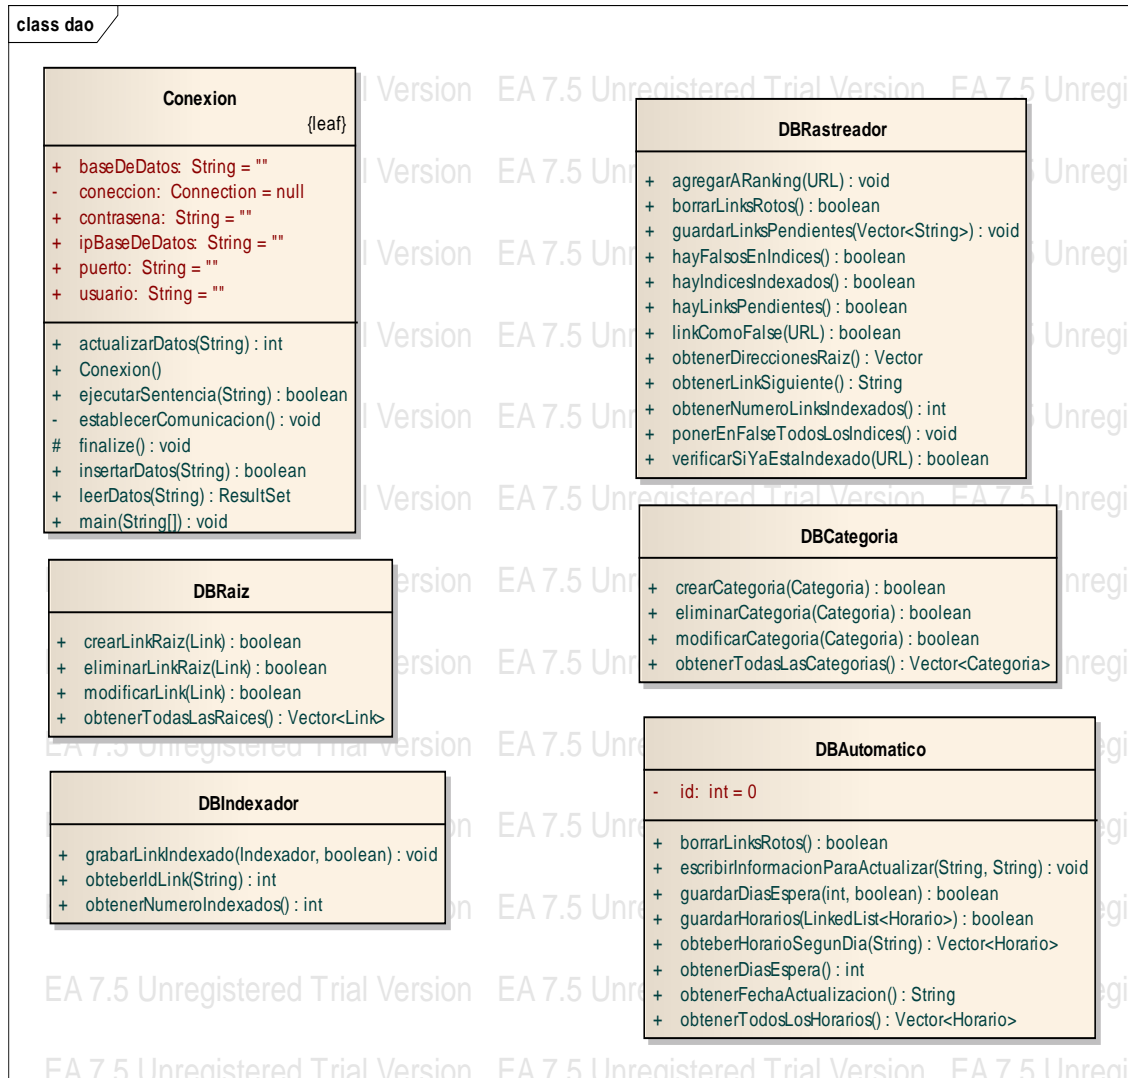 class dao
Conexion
{leaf}
+ baseDeDatos: String = ""
- coneccion: Connection = null
+ contrasena: String = ""
+ ipBaseDeDatos: String = ""
+ puerto: String = ""
+ usuario: String = ""
+ actualizarDatos(String) : int
+ Conexion()
+ ejecutarSentencia(String) : boolean
- establecerComunicacion() : void
# finalize() : void
+ insertarDatos(String) : boolean
+ leerDatos(String) : ResultSet
+ main(String[]) : void
DBRastreador
+ agregarARanking(URL) : void
+ borrarLinksRotos() : boolean
+ guardarLinksPendientes(Vector<String>) : void
+ hayFalsosEnIndices() : boolean
+ hayIndicesIndexados() : boolean
+ hayLinksPendientes() : boolean
+ linkComoFalse(URL) : boolean
+ obtenerDireccionesRaiz() : Vector
+ obtenerLinkSiguiente() : String
+ obtenerNumeroLinksIndexados() : int
+ ponerEnFalseTodosLosIndices() : void
+ verificarSiYaEstaIndexado(URL) : boolean
DBRaiz
+ crearLinkRaiz(Link) : boolean
+ eliminarLinkRaiz(Link) : boolean
+ modificarLink(Link) : boolean
+ obtenerTodasLasRaices() : Vector<Link>
DBCategoria
+ crearCategoria(Categoria) : boolean
+ eliminarCategoria(Categoria) : boolean
+ modificarCategoria(Categoria) : boolean
+ obtenerTodasLasCategorias() : Vector<Categoria>
DBIndexador
+ grabarLinkIndexado(Indexador, boolean) : void
+ obteberIdLink(String) : int
+ obtenerNumeroIndexados() : int
DBAutomatico
- id: int = 0
+ borrarLinksRotos() : boolean
+ escribirInformacionParaActualizar(String, String) : void
+ guardarDiasEspera(int, boolean) : boolean
+ guardarHorarios(LinkedList<Horario>) : boolean
+ obteberHorarioSegunDia(String) : Vector<Horario>
+ obtenerDiasEspera() : int
+ obtenerFechaActualizacion() : String
+ obtenerTodosLosHorarios() : Vector<Horario>
EA 7.5 Unregistered Trial Version